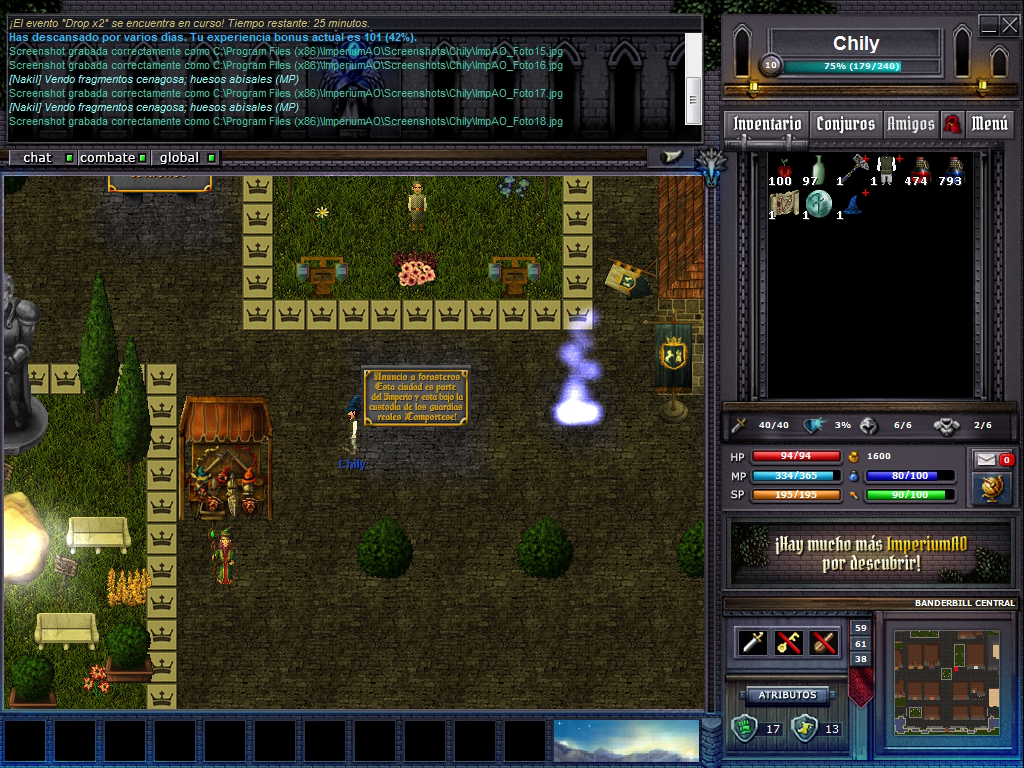 ¡El evento "Drop x2" se encuentra en curso! Tiempo restante: 25 minutos.
Has descansado por varios días. Tu experiencia bonus actual es 101 (42%).
Screenshot grabada correctamente como C:\Program Files (x86)\ImperiumAO\Screenshots\Chily\ImpAO_Foto15.jpg
Screenshot grabada correctamente como C:\Program Files (x86)\ImperiumAO\Screenshots\Chily\ImpAO_Foto16.jpg
[Nakil] Vendo fragmentos cenagosa; huesos abisales (MP)
Screenshot grabada correctamente como C:\Program Files (x86)\ImperiumAO\Screenshots\Chily\ImpAO_Foto17.jpg
[Nakil] Vendo fragmentos cenagosa; huesos abisales (MP)
Screenshot grabada correctamente como C:\Program Files (x86)\ImperiumAO\Screenshots\Chily\ImpAO_Foto18.jpg
chat combate global
Anuncio a forasteros
Esta ciudad es parte
del Imperio y esta bajo la
custodia de los guardias
reales ¡Comportese!
Chily
Chily
10
75% (179/240)
Inventario Conjuros Amigos Menú
100 97 1 1 474 793
1 1 1
40/40 3% 6/6 2/6
HP 94/94 1600
MP 334/365 80/100
SP 195/195 90/100
0
¡Hay mucho más ImperiumAO
por descubrir!
BANDERBILL CENTRAL
59
61
38
ATRIBUTOS
17 13